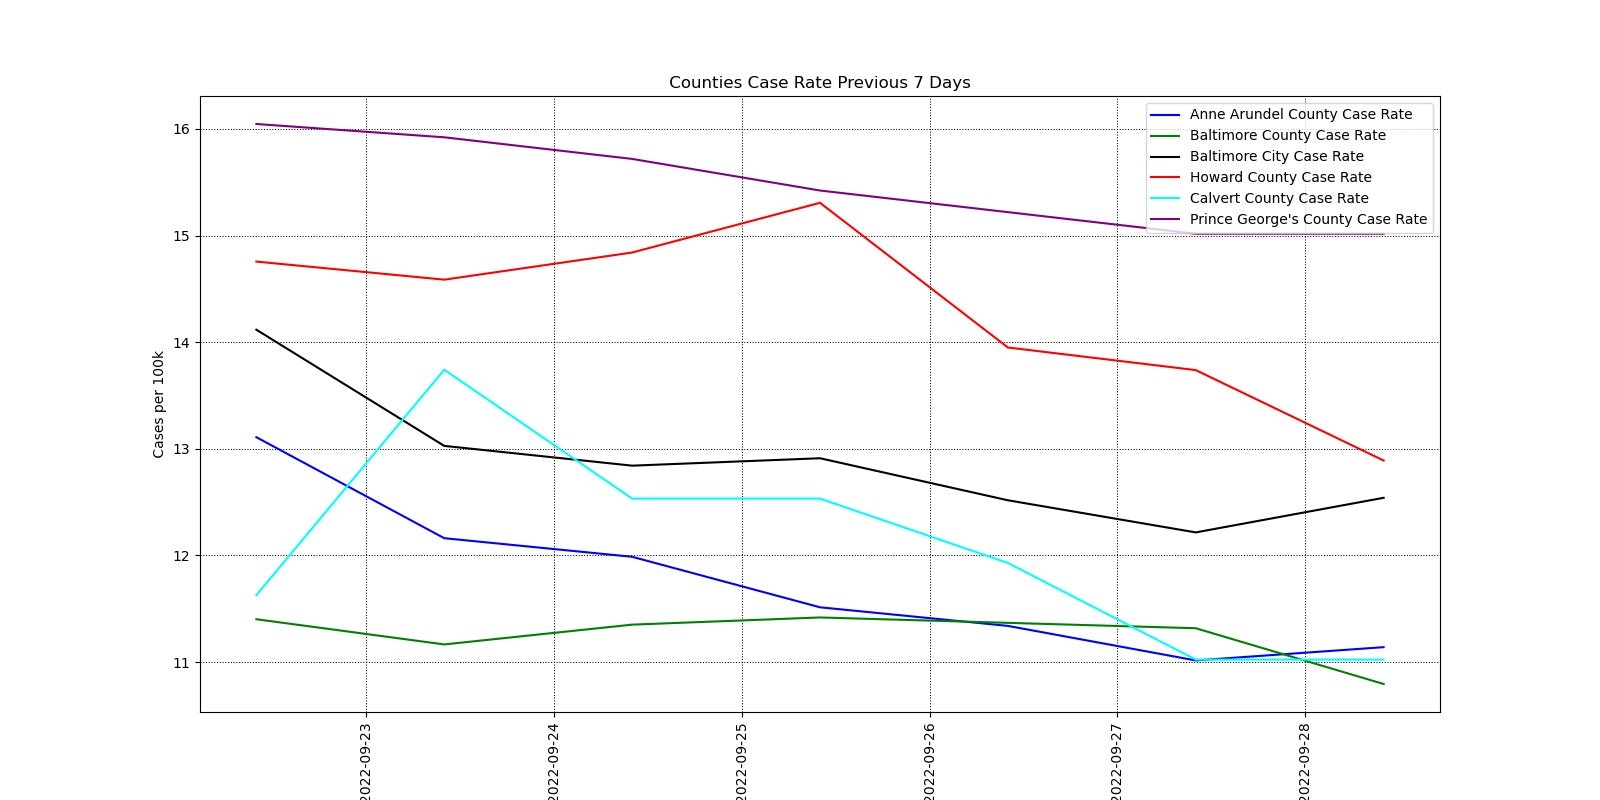 Counties Case Rate Previous 7 Days
Anne Arundel County Case Rate
Baltimore County Case Rate
Baltimore City Case Rate
Howard County Case Rate
Calvert County Case Rate
Prince George's County Case Rate
Cases per 100k
16
15
14
13
12
11
2022-09-23
2022-09-24
2022-09-25
2022-09-26
2022-09-27
2022-09-28